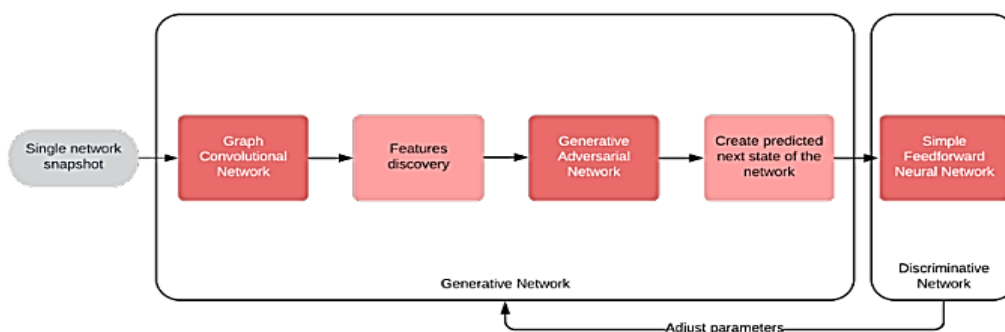 Single network
snapshot
Graph
Convolutional
Network
Features
discovery
Generative
Adversarial
Network
Create predicted
next state of the
network
Simple
Feedforward
Neural Network
Generative Network
Discriminative
Network
Adjust parameters